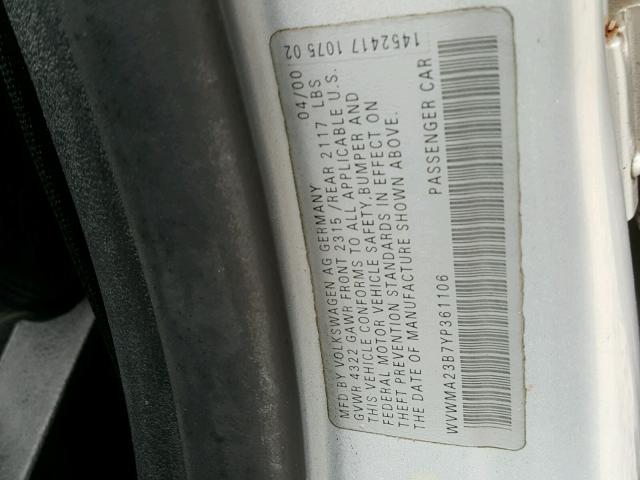 1452417 1075 02
04/00
MFD BY VOLKSWAGEN AG GERMANY
GVWR 4322 GAWR FRONT 2315 /REAR 2117 LBS
THIS VEHICLE CONFORMS TO ALL APPLICABLE U.S.
FEDERAL MOTOR VEHICLE SAFETY,BUMPER AND
THEFT PREVENTION STANDARDS IN EFFECT ON
THE DATE OF MANUFACTURE SHOWN ABOVE.
PASSENGER CAR
WVWMA23B7YP361106